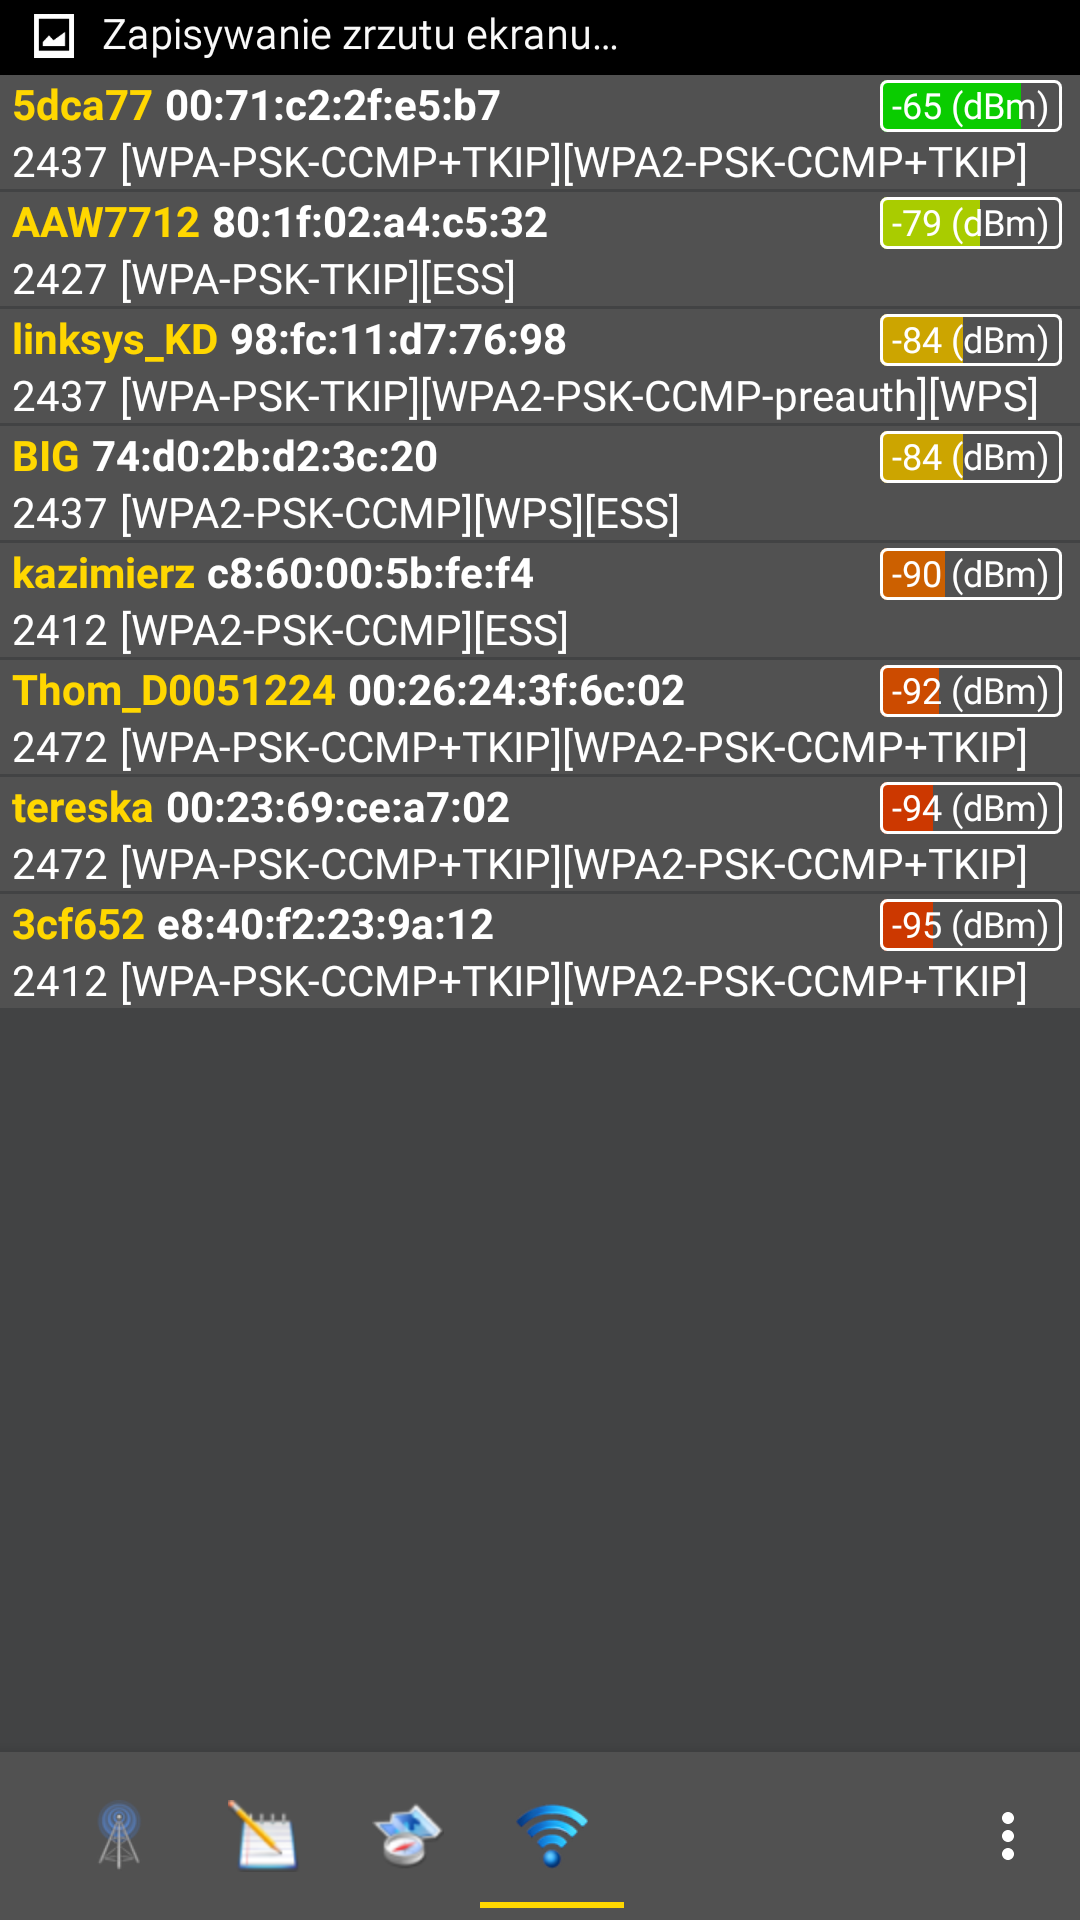 Zapisywanie zrzutu ekranu...
5dca77 00:71:c2:2f:e5:b7 -65 (dBm)
2437 [WPA-PSK-CCMP+TKIP][WPA2-PSK-CCMP+TKIP]
AAW7712 80:1f:02:a4:c5:32 -79 (dBm)
2427 [WPA-PSK-TKIP][ESS]
linksys_KD 98:fc:11:d7:76:98 -84 (dBm)
2437 [WPA-PSK-TKIP][WPA2-PSK-CCMP-preauth][WPS]
BIG 74:d0:2b:d2:3c:20 -84 (dBm)
2437 [WPA2-PSK-CCMP][WPS][ESS]
kazimierz c8:60:00:5b:fe:f4 -90 (dBm)
2412 [WPA2-PSK-CCMP][ESS]
Thom_D0051224 00:26:24:3f:6c:02 -92 (dBm)
2472 [WPA-PSK-CCMP+TKIP][WPA2-PSK-CCMP+TKIP]
tereska 00:23:69:ce:a7:02 -94 (dBm)
2472 [WPA-PSK-CCMP+TKIP][WPA2-PSK-CCMP+TKIP]
3cf652 e8:40:f2:23:9a:12 -95 (dBm)
2412 [WPA-PSK-CCMP+TKIP][WPA2-PSK-CCMP+TKIP]